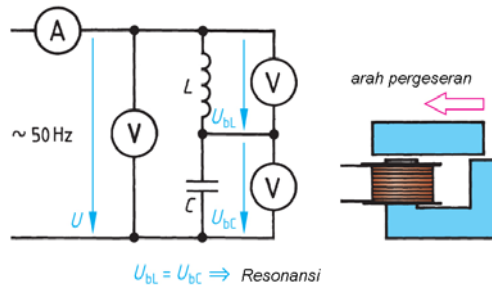 A
arah pergeseran
L
V
U_bL
~ 50 Hz
V
U
C
V
U_bC
U_bL = U_bC ⇒ Resonansi